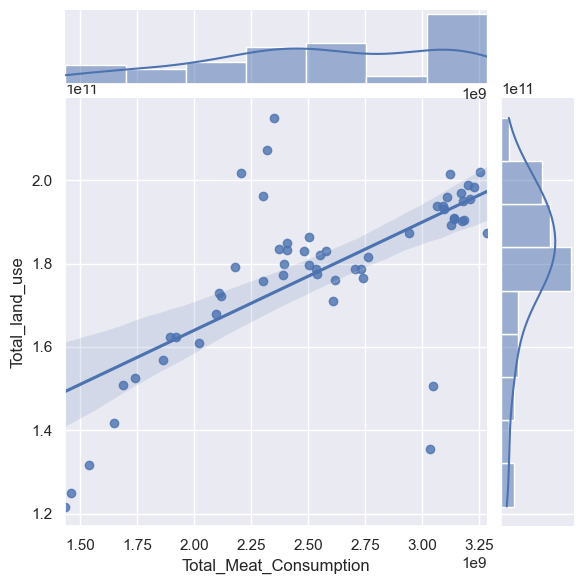 1e11
1e9
1e11
2.0
1.8
1.6
1.4
1.2
Total_land_use
1.50 1.75 2.00 2.25 2.50 2.75 3.00 3.25
Total_Meat_Consumption
1e9